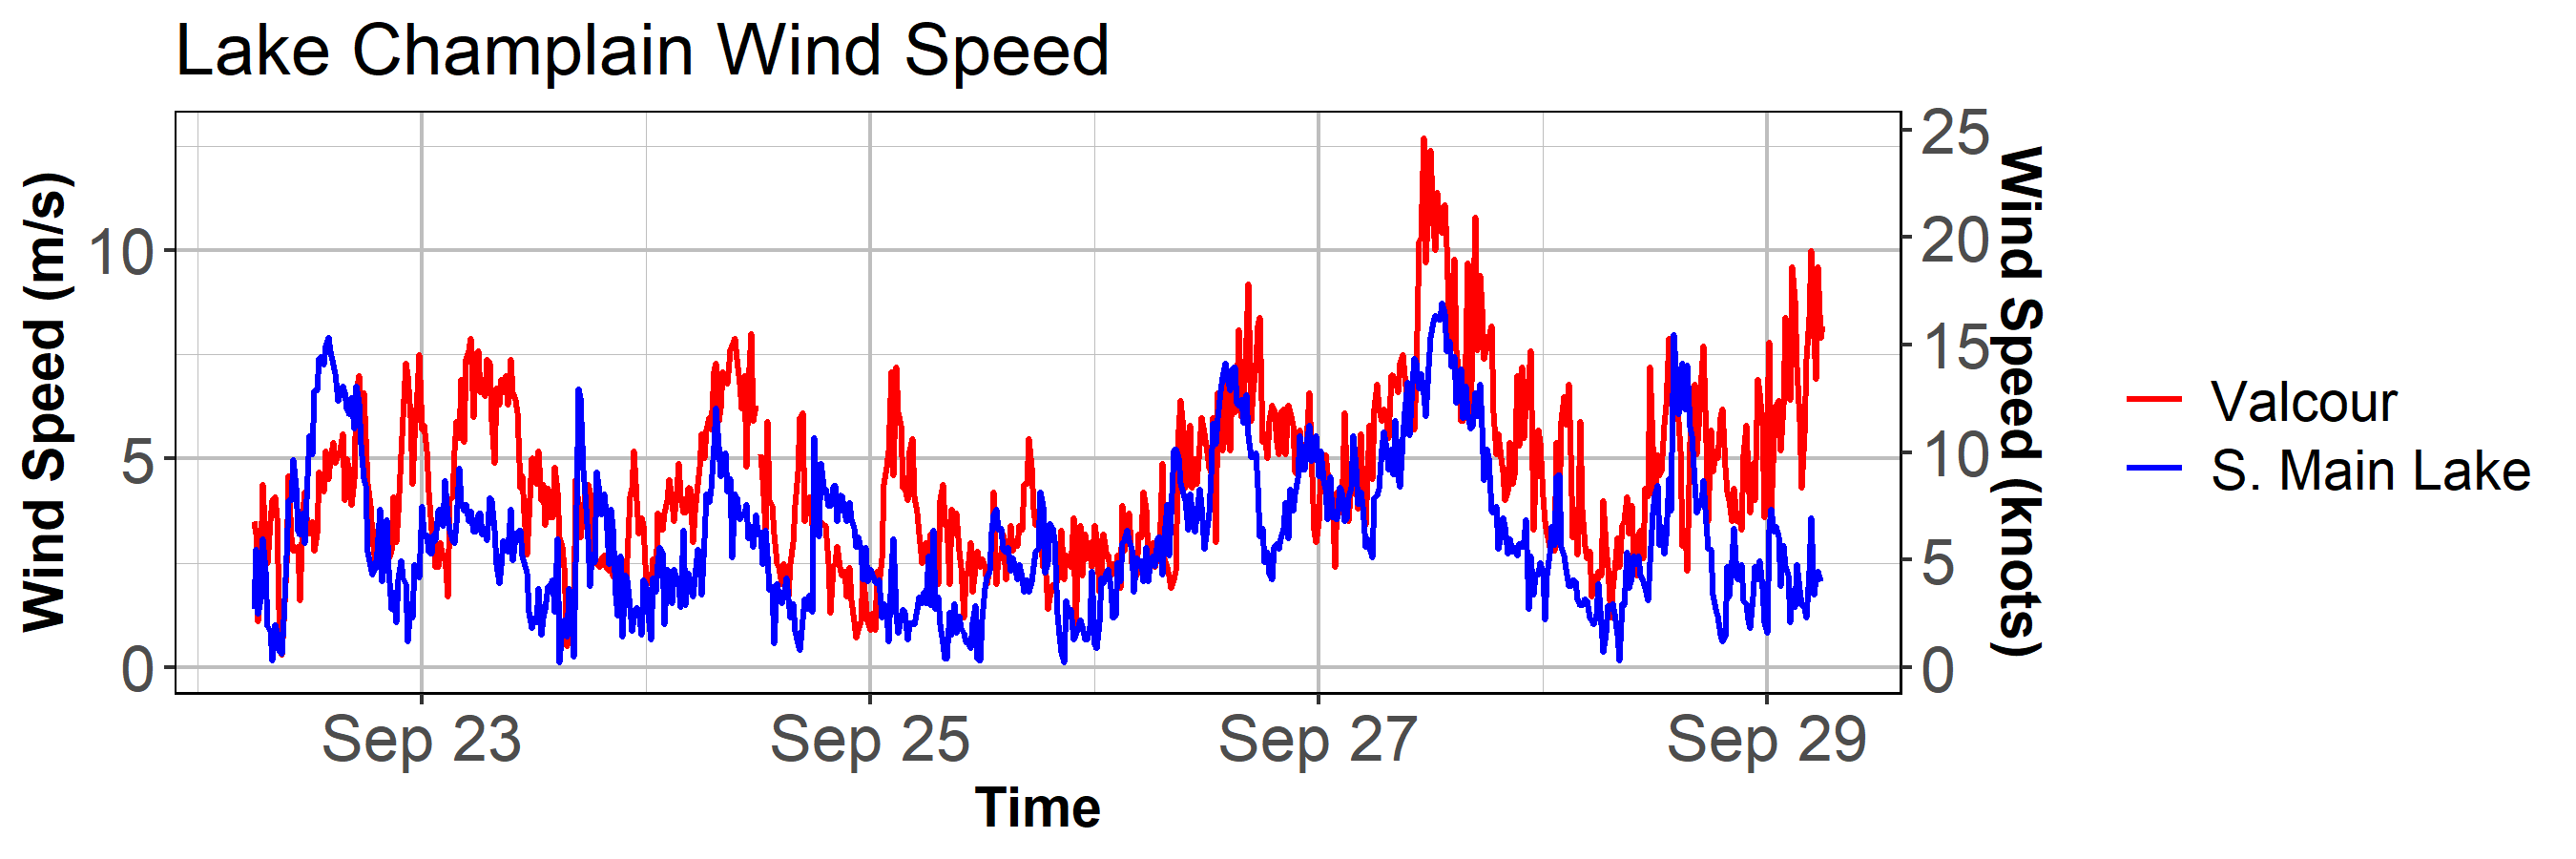 Lake Champlain Wind Speed
Wind Speed (m/s)
10
5
0
25
20
15
10
5
0
Wind Speed (knots)
Sep 23
Sep 25
Sep 27
Sep 29
Time
Valcour
S. Main Lake